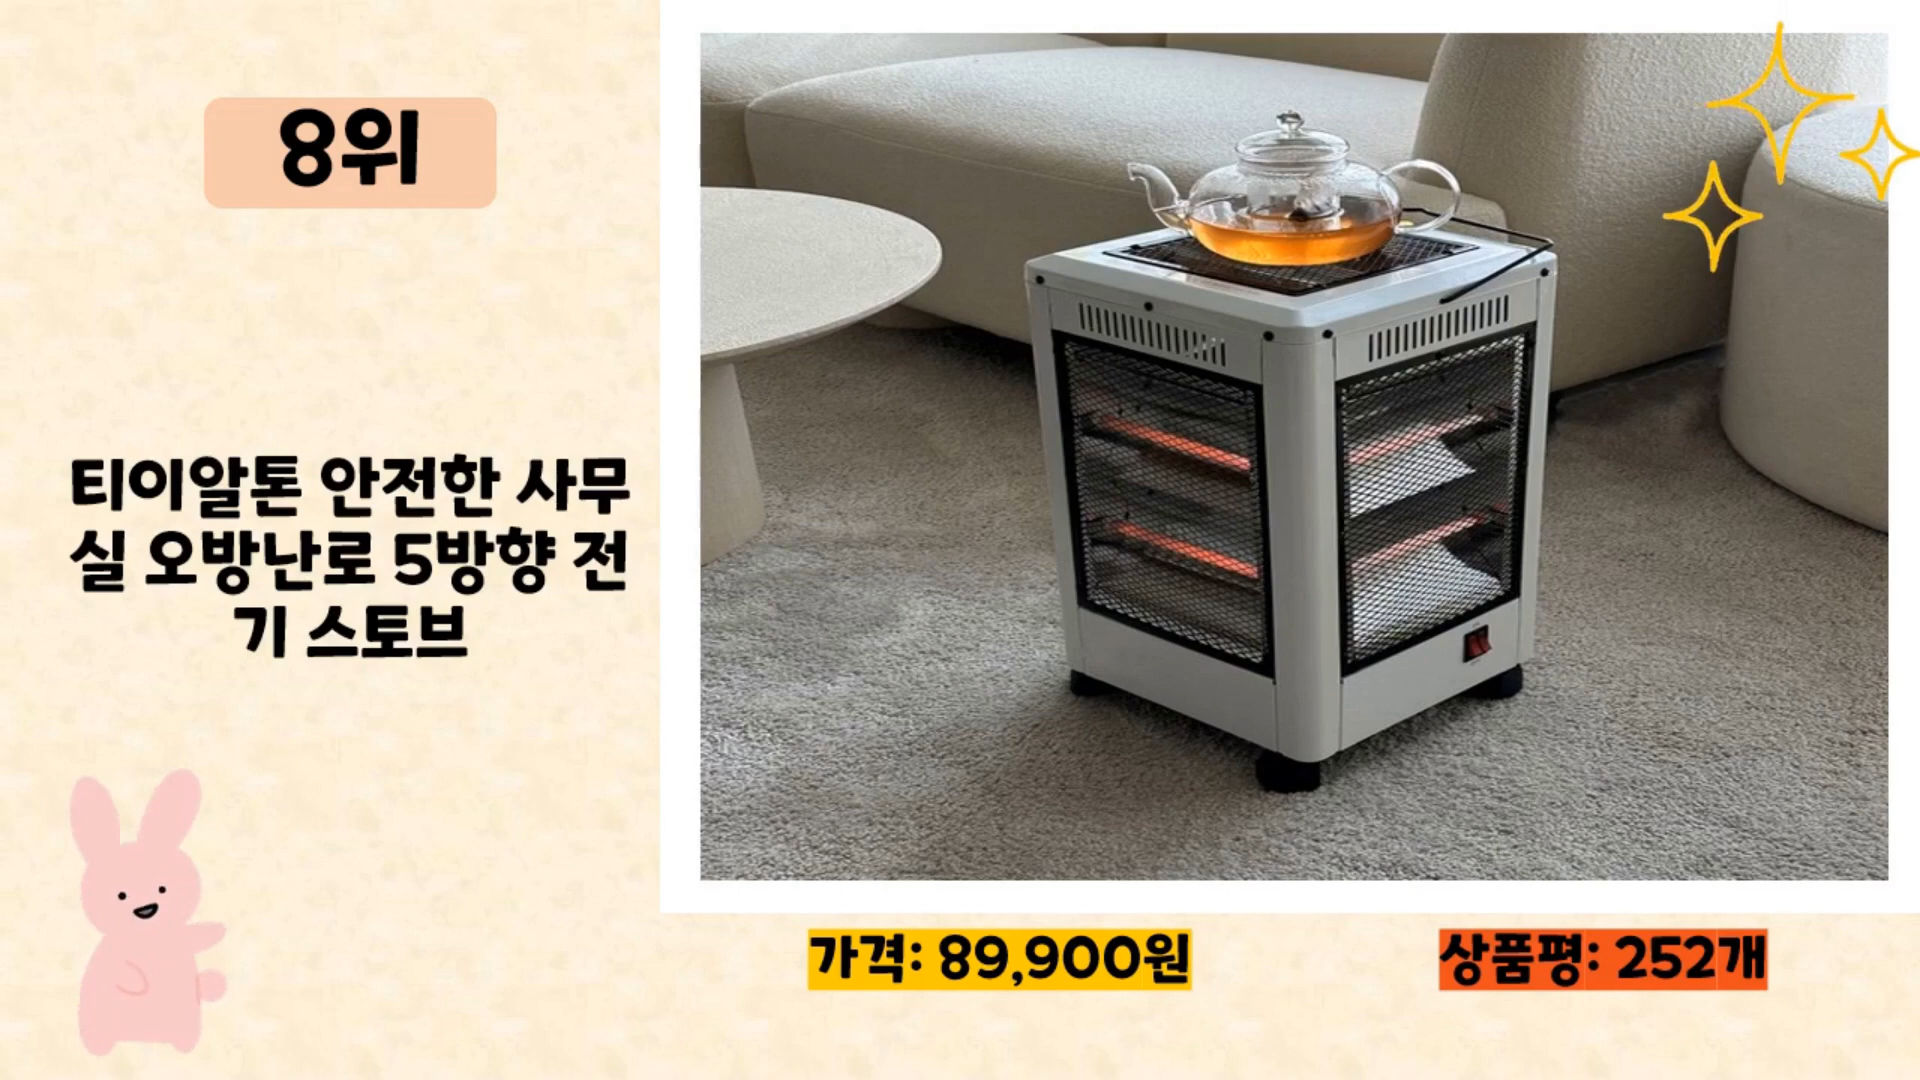 8위
티이알톤 안전한 사무
실 오방난로 5방향 전
기 스토브
가격: 89,900원
상품평: 252개